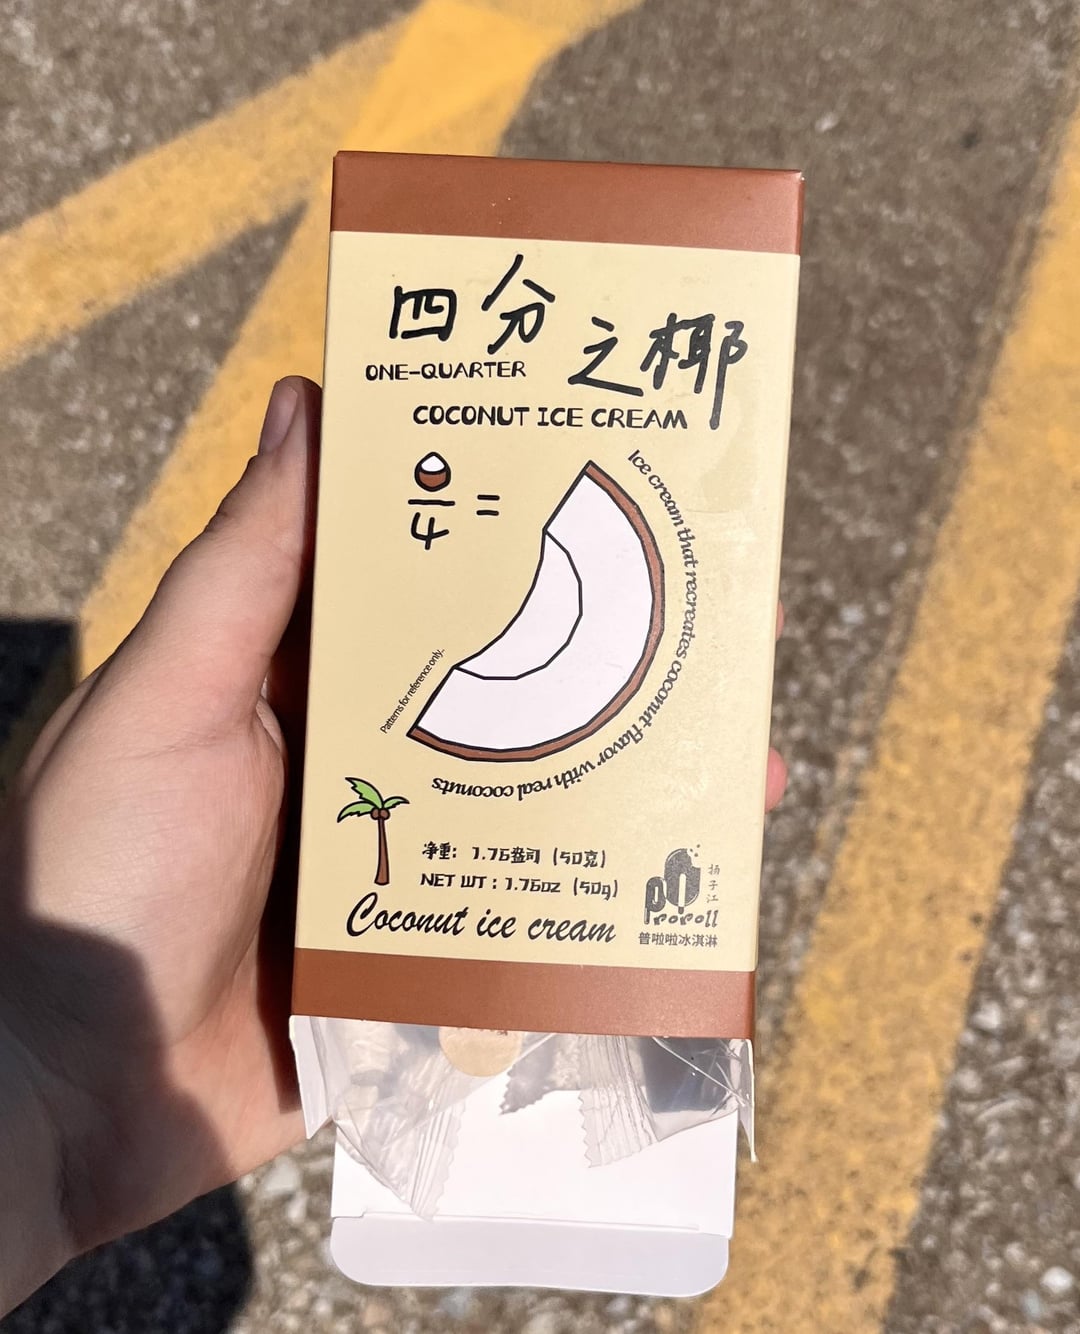 四分之椰
ONE-QUARTER
COCONUT ICE CREAM
4 =
Ice cream that recreates coconut flavor with real coconuts
Patterns for reference only.
净重: 1.76盎司 (50克)
NET WT : 1.76oz (50g)
Coconut ice cream
Proroll
扬子江
普啦啦冰淇淋